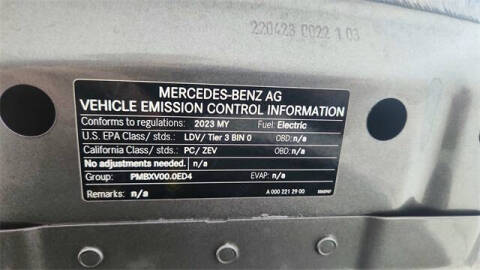 220423 0022 1 03
MERCEDES-BENZ AG
VEHICLE EMISSION CONTROL INFORMATION
Conforms to regulations: 2023 MY Fuel: Electric
U.S. EPA Class/ stds.: LDV/ Tier 3 BIN 0 OBD: n/a
California Class/ stds.: PC/ ZEV OBD: n/a
No adjustments needed. n/a
Group: PMBXV00.0ED4 EVAP: n/a
Remarks: n/a A 000 221 29 00